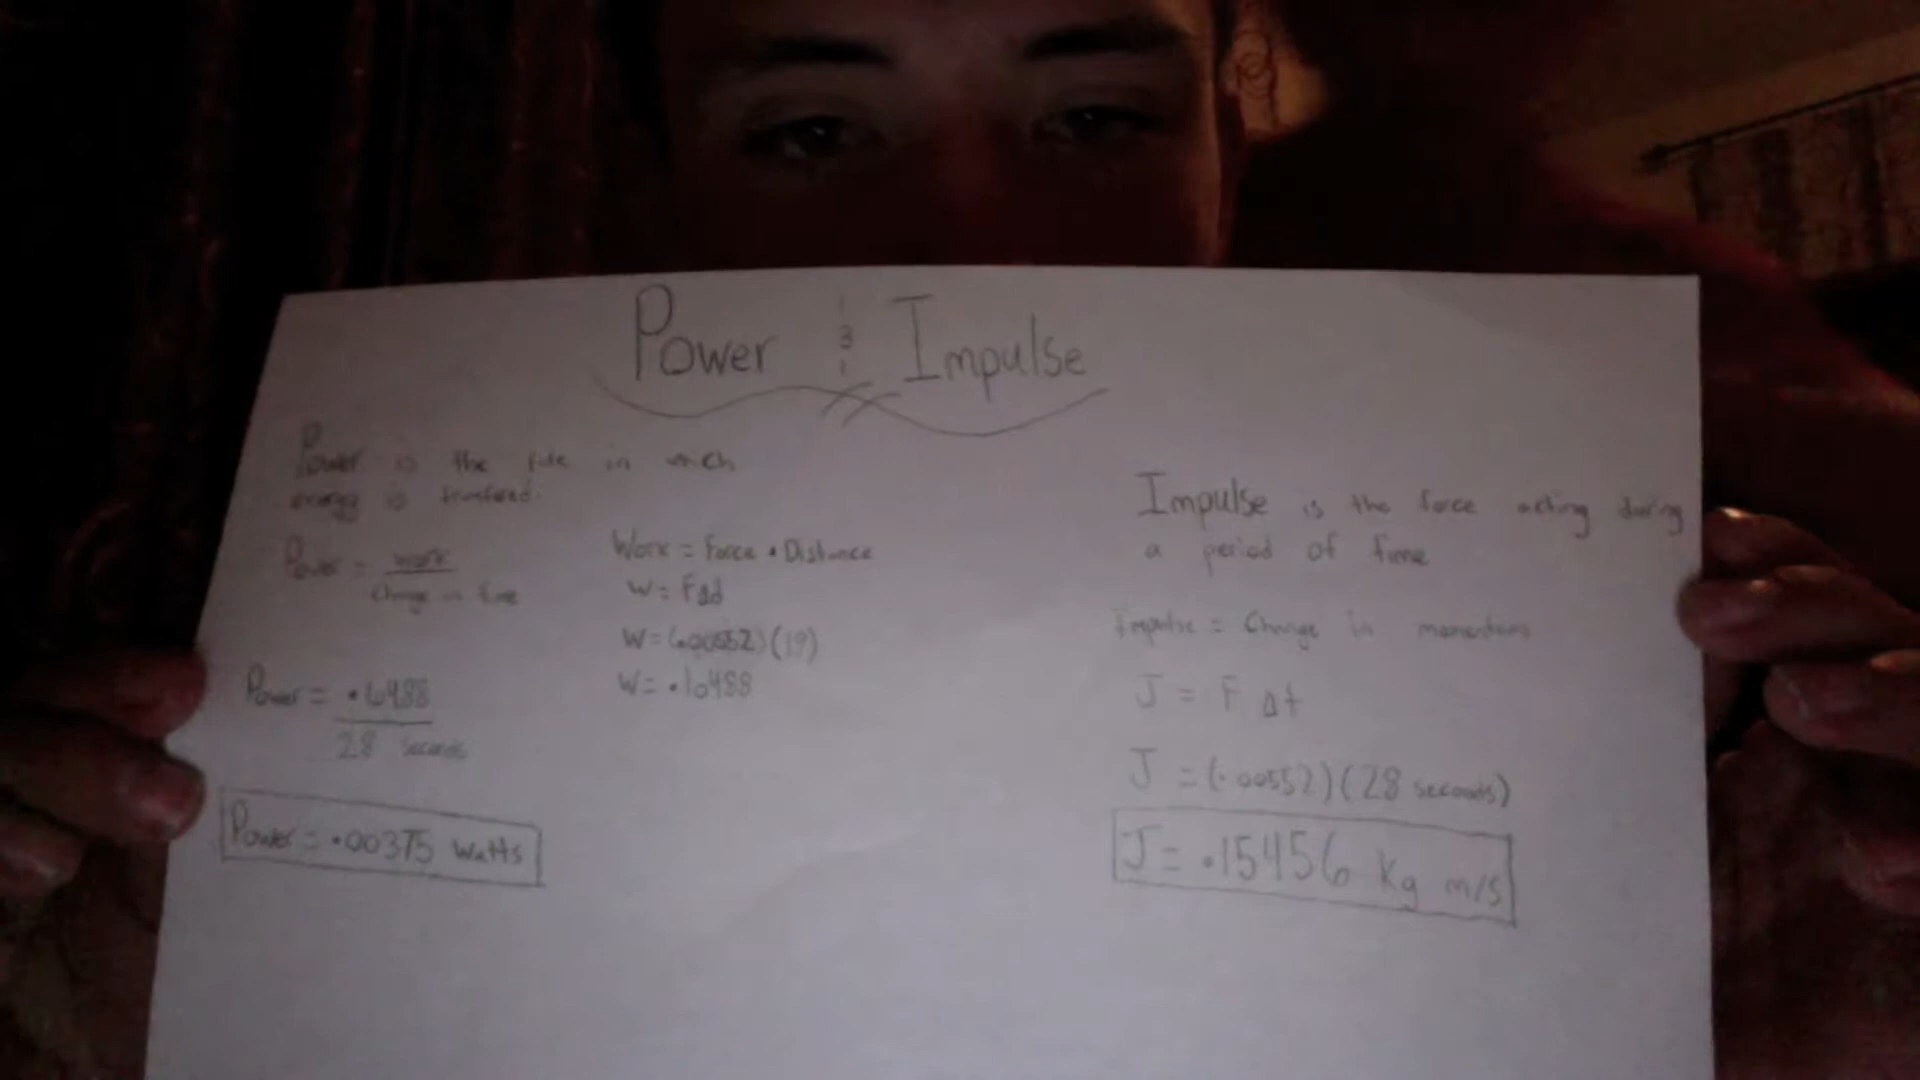 Power & Impulse
Power is the rate in which
energy is transfered.
Power = work
Change in time
Work = Force • Distance
W = FΔd
W = (.00552)(19)
W = .10488
Power = .10488
28 seconds
Power = .00375 watts
Impulse is the force acting during
a period of time
Impulse = Change in momentum
J = F Δt
J = (.00552)(28 seconds)
J = .15456 Kg m/s